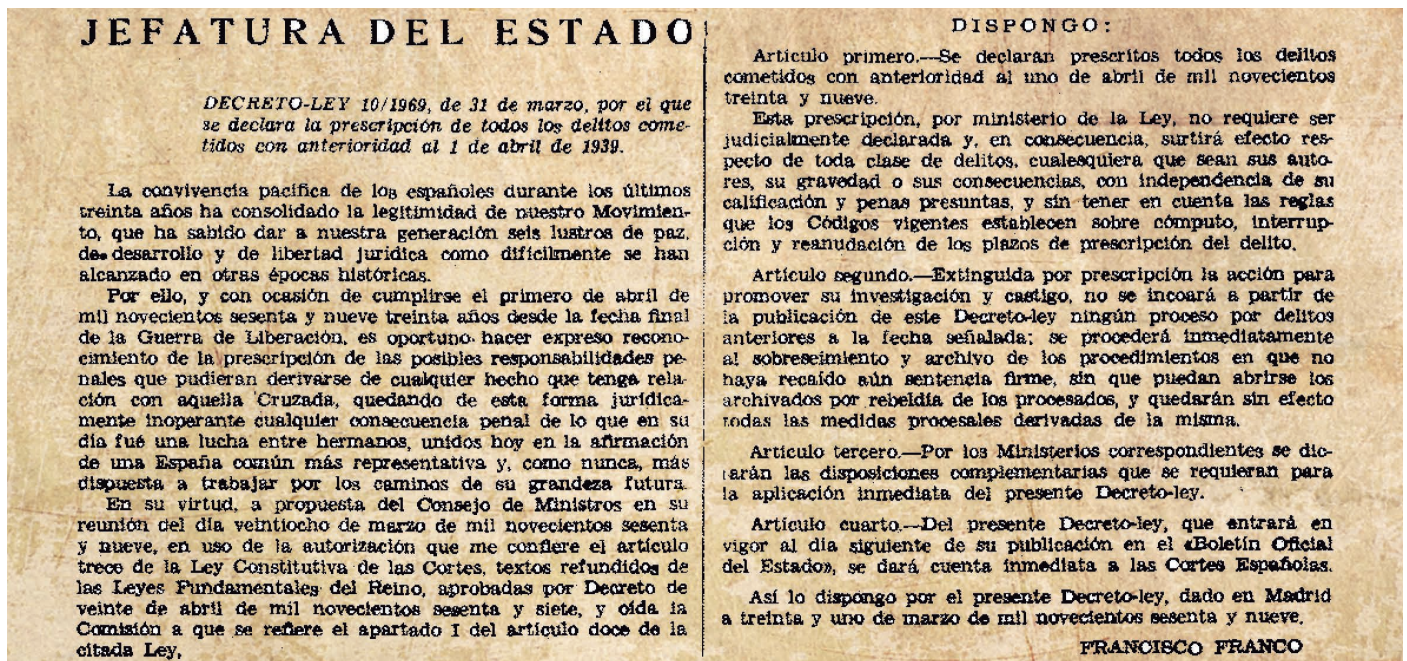 JEFATURA DEL ESTADO
DECRETO-LEY 10/1969, de 31 de marzo, por el que
se declara la prescripción de todos los delitos come-
tidos con anterioridad al 1 de abril de 1939.
La convivencia pacífica de los españoles durante los últimos
treinta años ha consolidado la legitimidad de nuestro Movimien-
to, que ha sabido dar a nuestra generación seis lustros de paz,
de desarrollo y de libertad jurídica como difícilmente se han
alcanzado en otras épocas históricas.
Por ello, y con ocasión de cumplirse el primero de abril de
mil novecientos sesenta y nueve treinta años desde la fecha final
de la Guerra de Liberación, es oportuno hacer expreso recono-
cimiento de la prescripción de las posibles responsabilidades pe-
nales que pudieran derivarse de cualquier hecho que tenga rela-
ción con aquella Cruzada, quedando de esta forma jurídica-
mente inoperante cualquier consecuencia penal de lo que en su
día fué una lucha entre hermanos, unidos hoy en la afirmación
de una España común más representativa y, como nunca, más
dispuesta a trabajar por los caminos de su grandeza futura.
En su virtud, a propuesta del Consejo de Ministros en su
reunión del día veintiocho de marzo de mil novecientos sesenta
y nueve, en uso de la autorización que me confiere el artículo
trece de la Ley Constitutiva de las Cortes, textos refundidos de
las Leyes Fundamentales del Reino, aprobadas por Decreto de
veinte de abril de mil novecientos sesenta y siete, y oída la
Comisión a que se refiere el apartado I del artículo doce de la
citada Ley,
DISPONGO:
Artículo primero.—Se declaran prescritos todos los delitos
cometidos con anterioridad al uno de abril de mil novecientos
treinta y nueve.
Esta prescripción, por ministerio de la Ley, no requiere ser
judicialmente declarada y, en consecuencia, surtirá efecto res-
pecto de toda clase de delitos, cualesquiera que sean sus auto-
res, su gravedad o sus consecuencias, con independencia de su
calificación y penas presuntas, y sin tener en cuenta las reglas
que los Códigos vigentes establecen sobre cómputo, interrup-
ción y reanudación de los plazos de prescripción del delito.
Artículo segundo.—Extinguida por prescripción la acción para
promover su investigación y castigo, no se incoará a partir de
la publicación de este Decreto-ley ningún proceso por delitos
anteriores a la fecha señalada; se procederá inmediatamente
al sobreseimiento y archivo de los procedimientos en que no
haya recaído aún sentencia firme, sin que puedan abrirse los
archivados por rebeldía de los procesados, y quedarán sin efecto
todas las medidas procesales derivadas de la misma.
Artículo tercero.—Por los Ministerios correspondientes se dic-
tarán las disposiciones complementarias que se requieran para
la aplicación inmediata del presente Decreto-ley.
Artículo cuarto.—Del presente Decreto-ley, que entrará en
vigor al día siguiente de su publicación en el «Boletín Oficial
del Estado», se dará cuenta inmediata a las Cortes Españolas.
Así lo dispongo por el presente Decreto-ley, dado en Madrid
a treinta y uno de marzo de mil novecientos sesenta y nueve.
FRANCISCO FRANCO